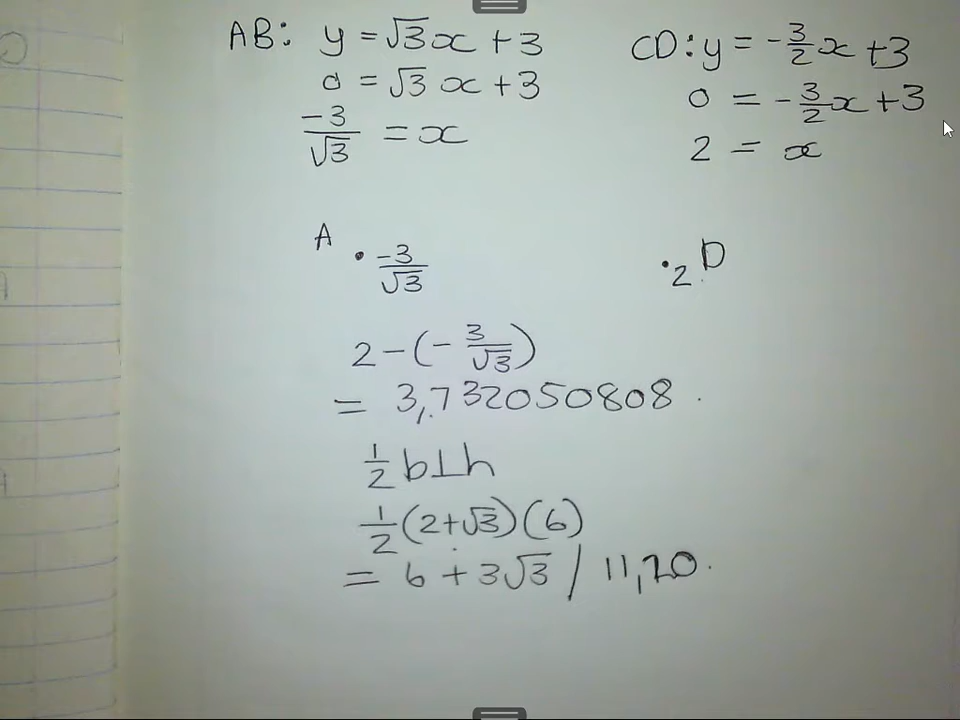 AB: y = √3x + 3
0 = √3x + 3
-3/√3 = x
CD: y = -3/2x + 3
0 = -3/2x + 3
2 = x
A . -3/√3
. 2 D
2 - (-3/√3)
= 3,732050808.
1/2 b⊥h
1/2(2+√3)(6)
= 6 + 3√3 / 11,20.